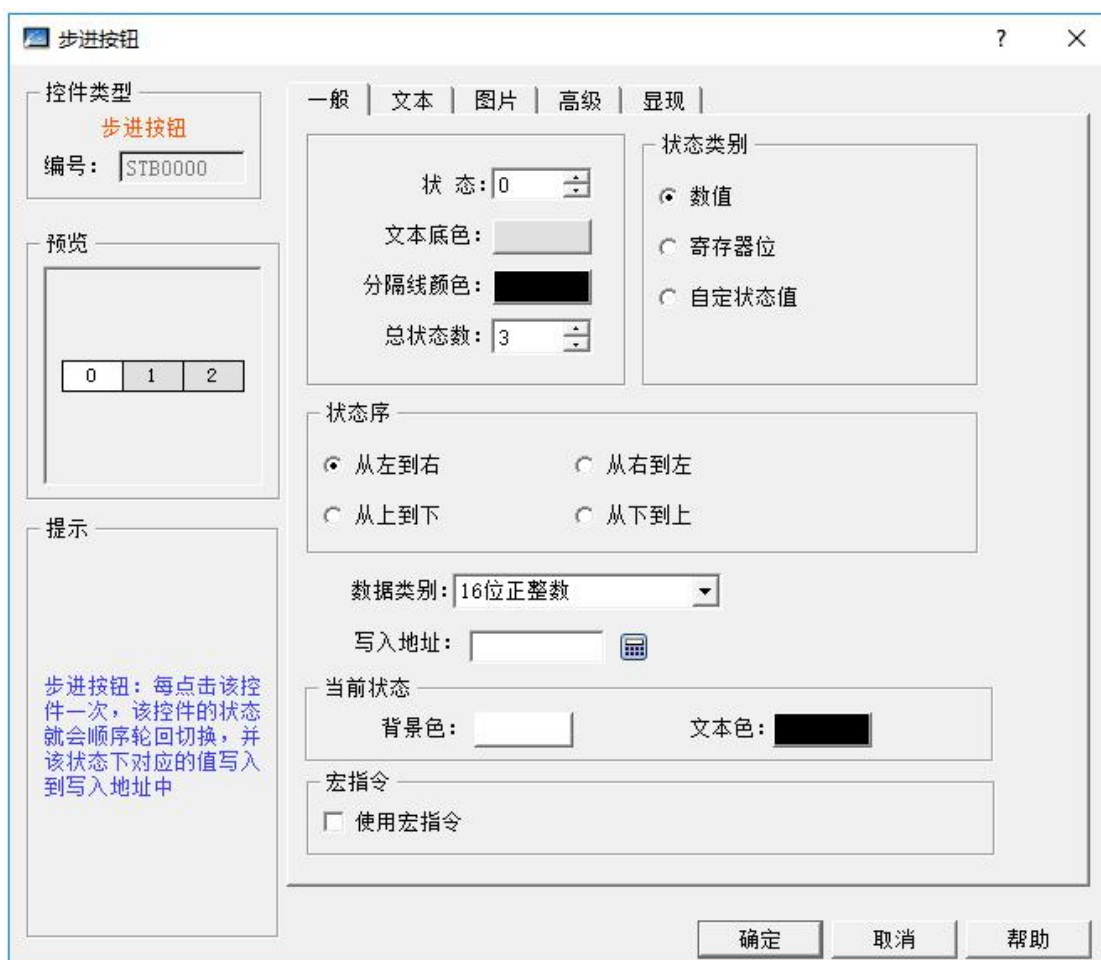 步进按钮
?
控件类型
步进按钮
编号: STB0000
预览
0 1 2
提示
步进按钮: 每点击该控
件一次, 该控件的状态
就会顺序轮回切换, 并
该状态下对应的值写入
到写入地址中
一般 文本 图片 高级 显现
状 态: 0
文本底色:
分隔线颜色:
总状态数: 3
状态类别
数值
寄存器位
自定状态值
状态序
从左到右 从右到左
从上到下 从下到上
数据类别: 16位正整数
写入地址:
当前状态
背景色: 文本色:
宏指令
使用宏指令
确定 取消 帮助